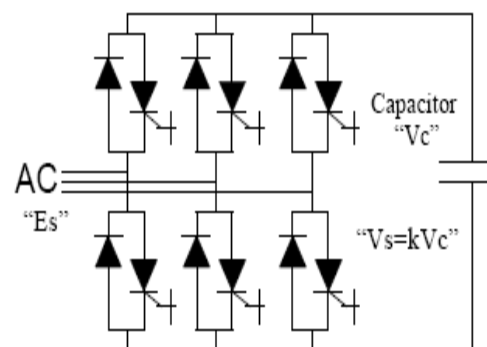 Capacitor
“Vc”
AC
“Es”
“Vs=kVc”